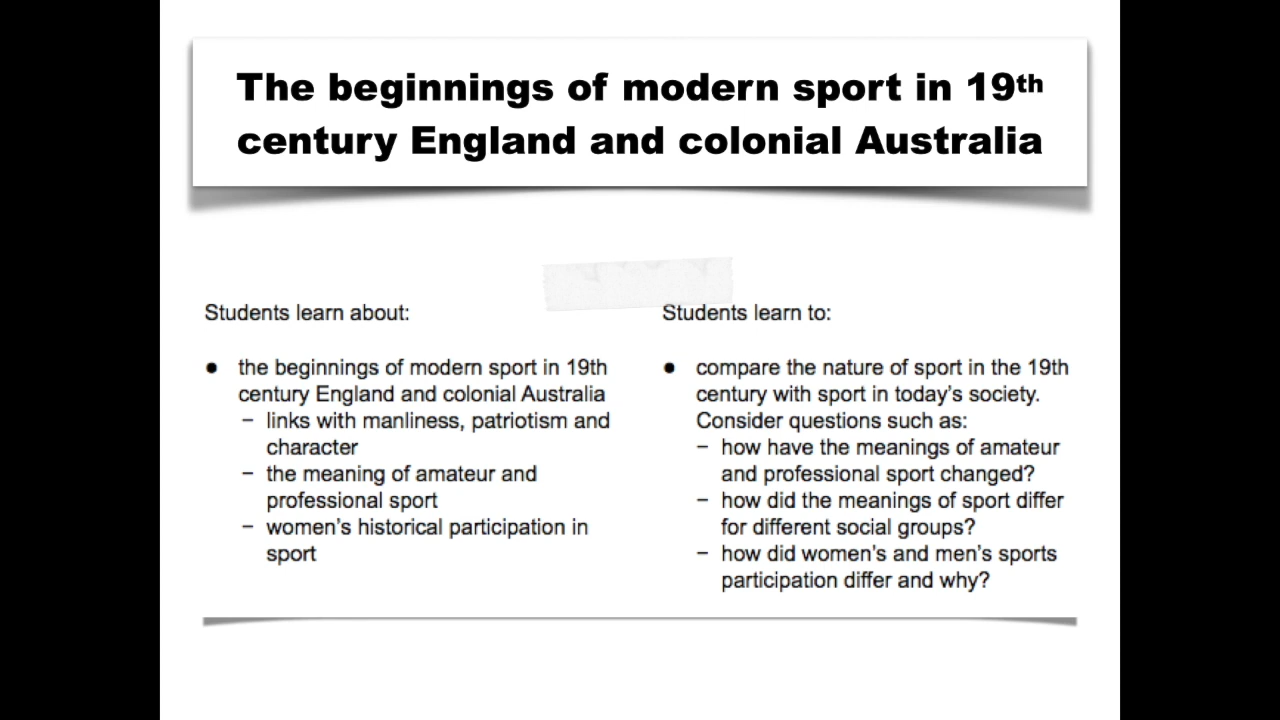 The beginnings of modern sport in 19th
century England and colonial Australia
Students learn about:
● the beginnings of modern sport in 19th
century England and colonial Australia
– links with manliness, patriotism and
character
– the meaning of amateur and
professional sport
– women's historical participation in
sport
Students learn to:
● compare the nature of sport in the 19th
century with sport in today's society.
Consider questions such as:
– how have the meanings of amateur
and professional sport changed?
– how did the meanings of sport differ
for different social groups?
– how did women's and men's sports
participation differ and why?